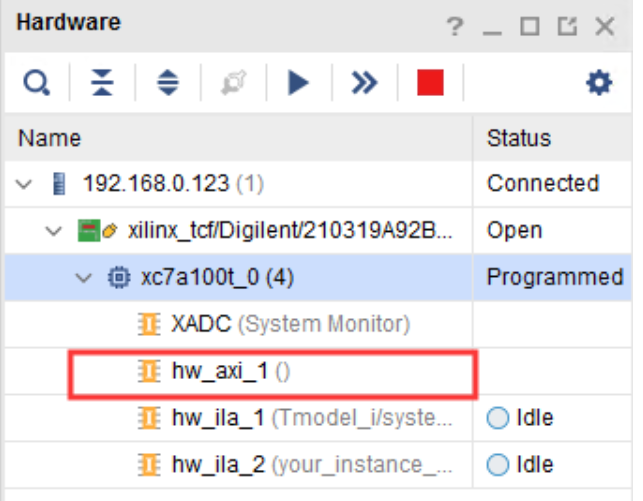 Hardware
Name Status
192.168.0.123 (1) Connected
xilinx_tcf/Digilent/210319A92B... Open
xc7a100t_0 (4) Programmed
XADC (System Monitor)
hw_axi_1 ()
hw_ila_1 (Tmodel_i/syste... Idle
hw_ila_2 (your_instance_... Idle